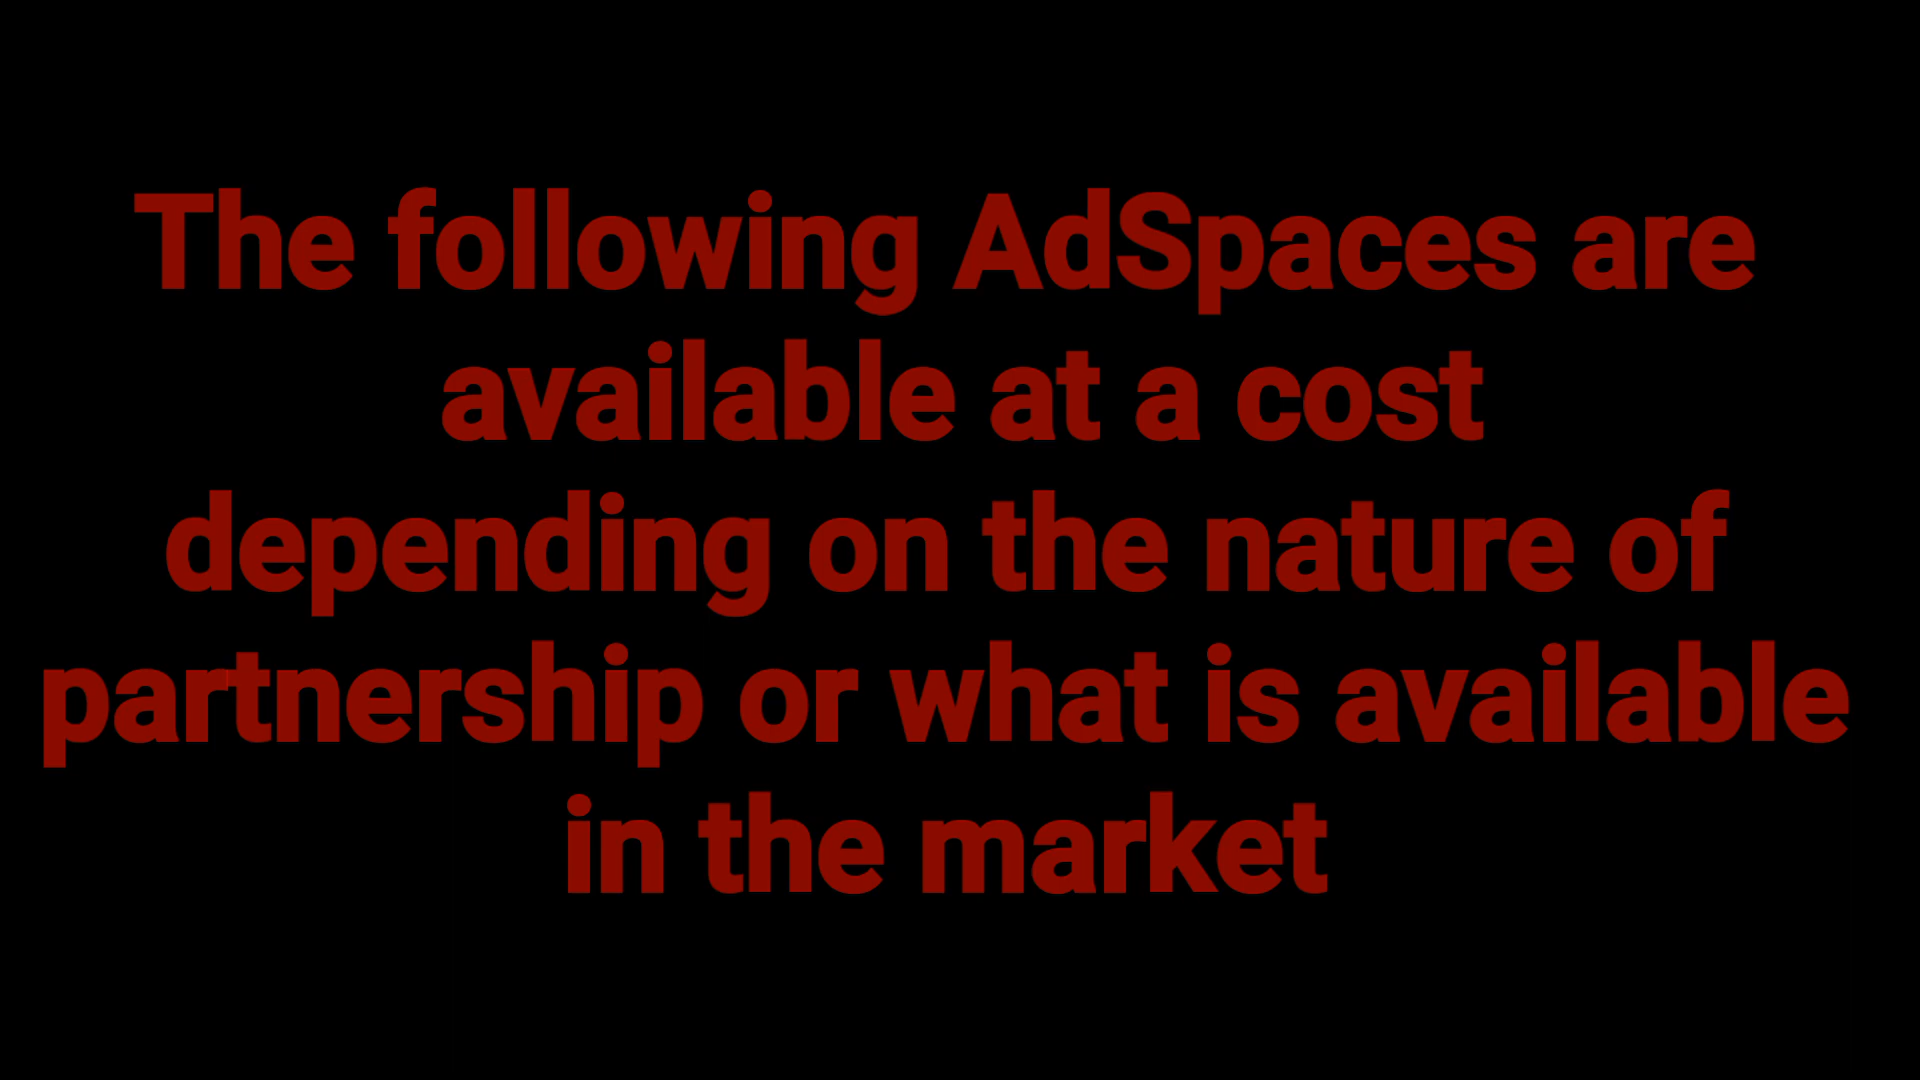 The following AdSpaces are
available at a cost
depending on the nature of
partnership or what is available
in the market